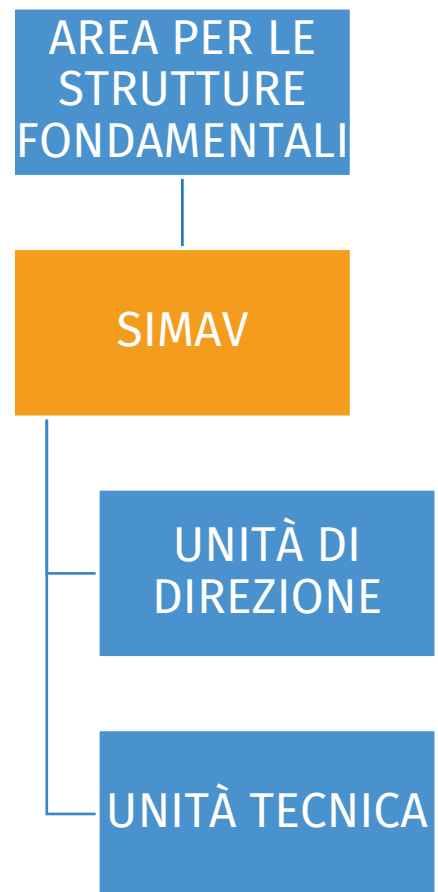 AREA PER LE
STRUTTURE
FONDAMENTALI
SIMAV
UNITÀ DI
DIREZIONE
UNITÀ TECNICA